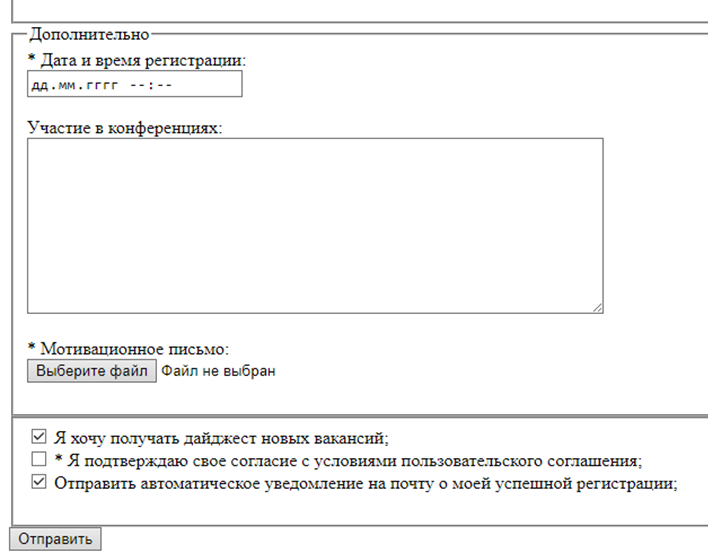 Дополнительно
* Дата и время регистрации:
дд.мм.гггг --:--
Участие в конференциях:
* Мотивационное письмо:
Выберите файл Файл не выбран
Я хочу получать дайджест новых вакансий;
* Я подтверждаю свое согласие с условиями пользовательского соглашения;
Отправить автоматическое уведомление на почту о моей успешной регистрации;
Отправить